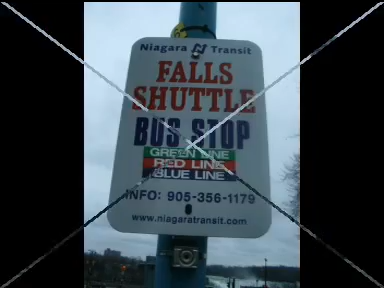 Niagara Transit
FALLS
SHUTTLE
BUS STOP
GREEN LINE
RED LINE
BLUE LINE
INFO: 905-356-1179
www.niagaratransit.com